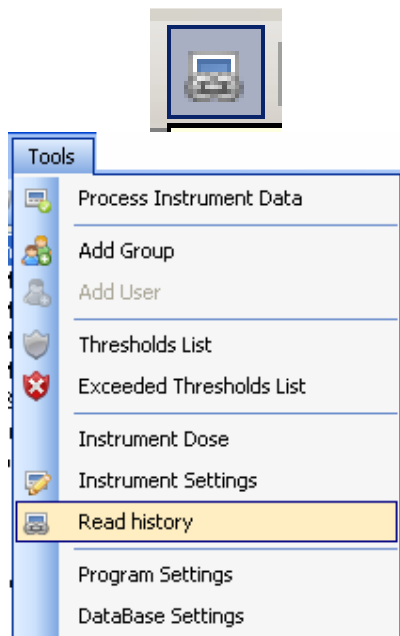 Tools
Process Instrument Data
Add Group
Add User
Thresholds List
Exceeded Thresholds List
Instrument Dose
Instrument Settings
Read history
Program Settings
DataBase Settings